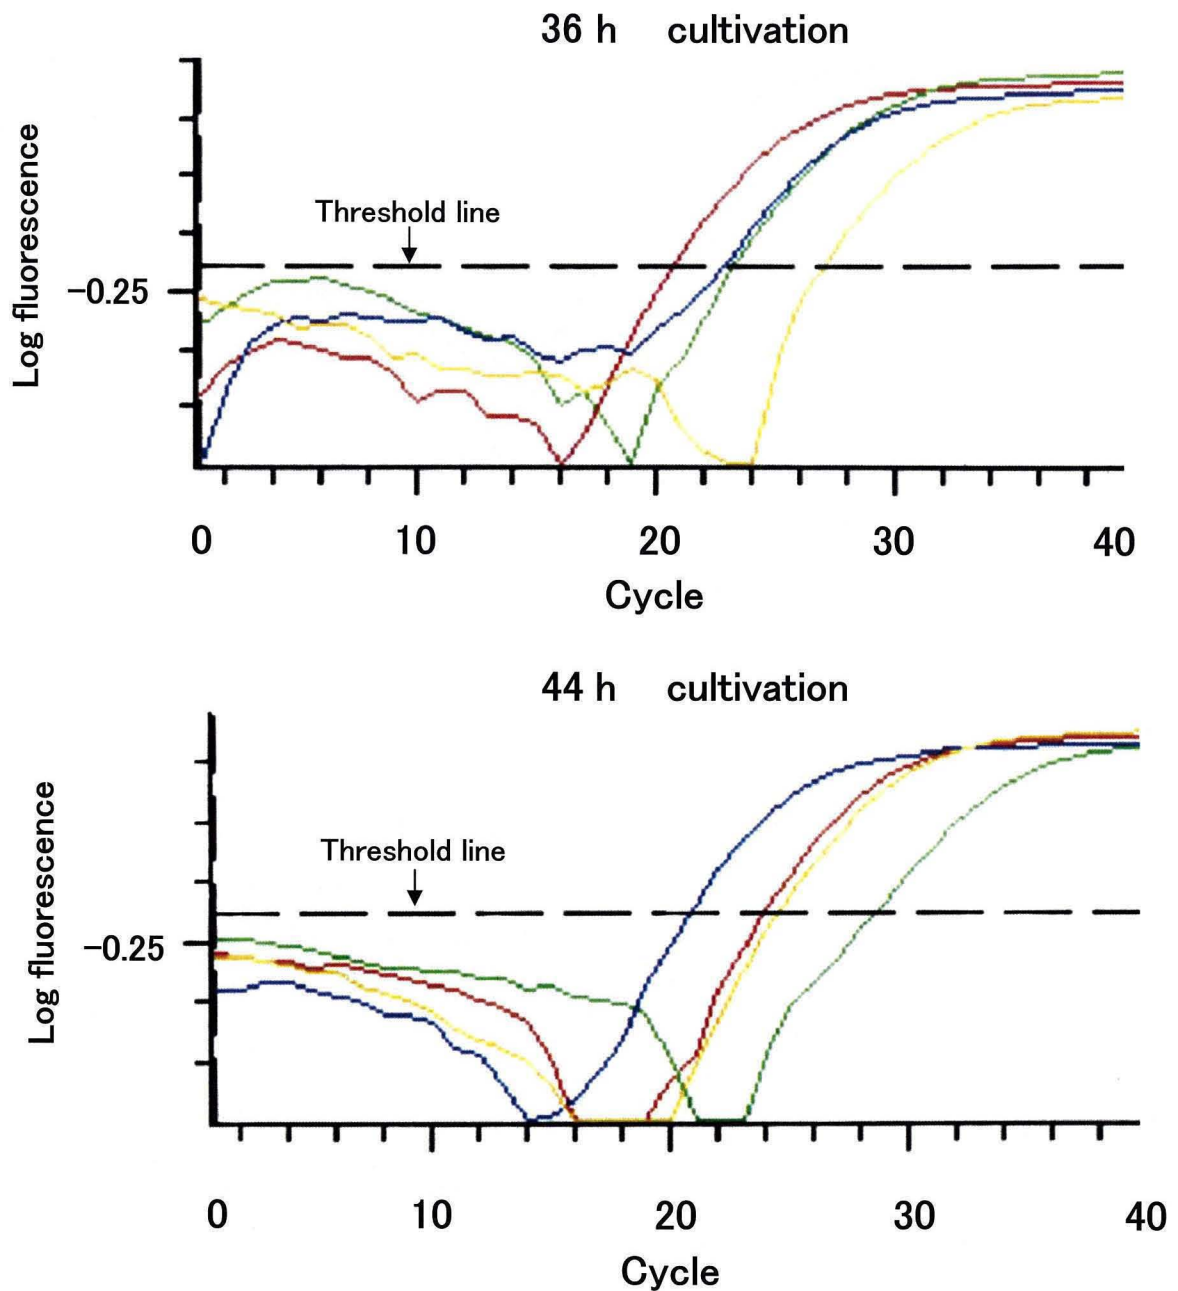 36 h cultivation
Log fluorescence
Threshold line
−0.25
0 10 20 30 40
Cycle
44 h cultivation
Log fluorescence
Threshold line
−0.25
0 10 20 30 40
Cycle